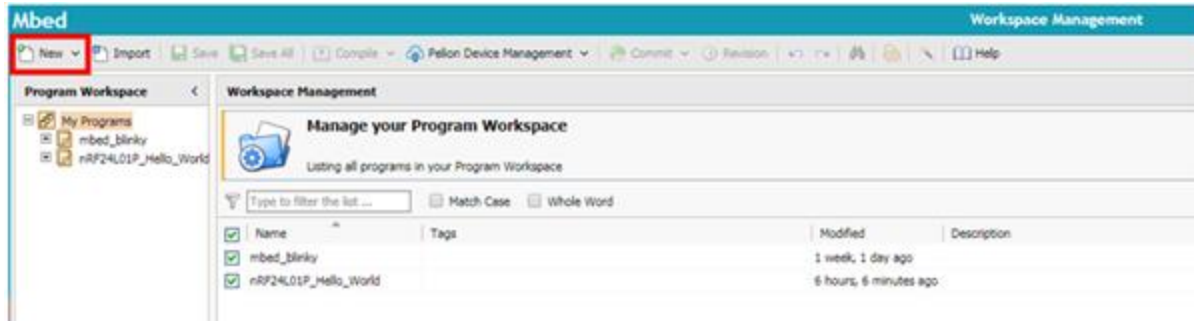 Mbed
Workspace Management
New Import Save Save All Compile Pelion Device Management Commit Revision Help
Program Workspace <
Workspace Management
My Programs
mbed_blinky
nRF24L01P_Hello_World
Manage your Program Workspace
Listing all programs in your Program Workspace
Type to filter the list ... Match Case Whole Word
Name Tags Modified Description
mbed_blinky 1 week, 1 day ago
nRF24L01P_Hello_World 6 hours, 6 minutes ago